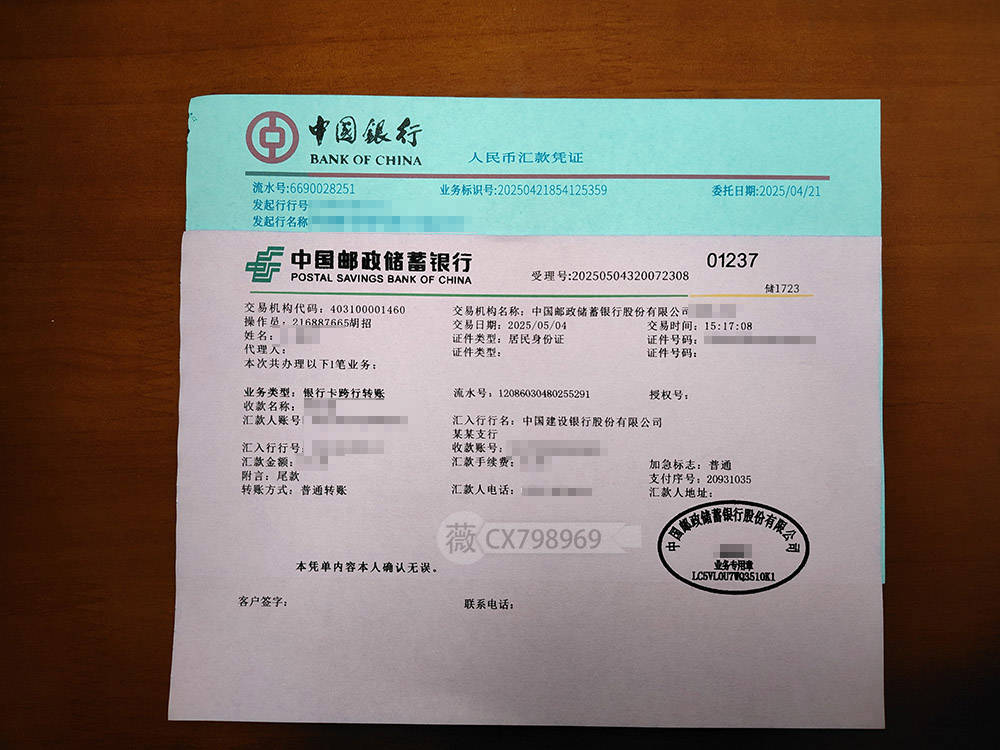 中国銀行
BANK OF CHINA
人民币汇款凭证
流水号:6690028251 业务标识号:20250421854125359 委托日期:2025/04/21
发起行行号
发起行名称
中国邮政储蓄银行
POSTAL SAVINGS BANK OF CHINA
受理号:20250504320072308
01237
储1723
交易机构代码: 403100001460 交易机构名称: 中国邮政储蓄银行股份有限公司
操作员: 216887665胡招 交易日期: 2025/05/04 交易时间: 15:17:08
姓名: 证件类型: 居民身份证 证件号码:
代理人: 证件类型: 证件号码:
本次共办理以下1笔业务:
业务类型: 银行卡跨行转账 流水号: 12086030480255291 授权号:
收款名称:
汇款人账号 汇入行行名: 中国建设银行股份有限公司
某某支行
汇入行行号 收款账号:
汇款金额: 汇款手续费: 加急标志: 普通
附言: 尾款 支付序号: 20931035
转账方式: 普通转账 汇款人电话: 汇款人地址:
薇 CX798969
中国邮政储蓄银行股份有限公司
业务专用章
LC5VL0U7WQ3510K1
本凭单内容本人确认无误。
客户签字: 联系电话: